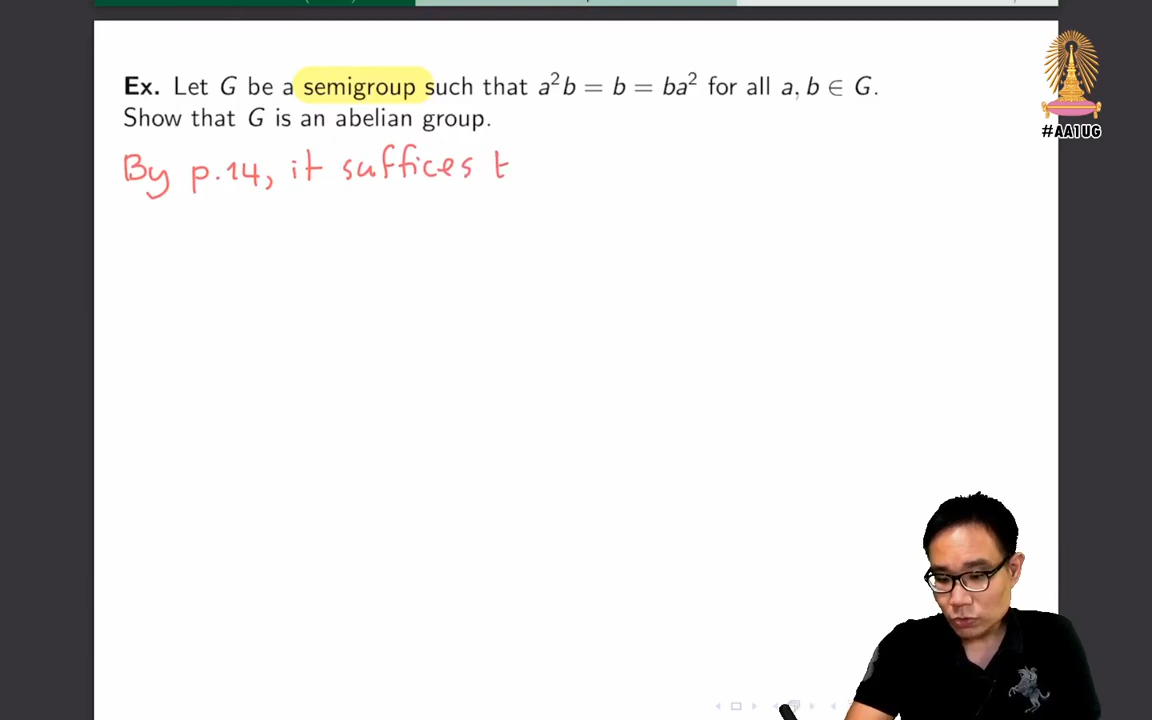 #AA1UG
Ex. Let G be a semigroup such that a²b = b = ba² for all a, b ∈ G.
Show that G is an abelian group.
By p.14, it suffices t